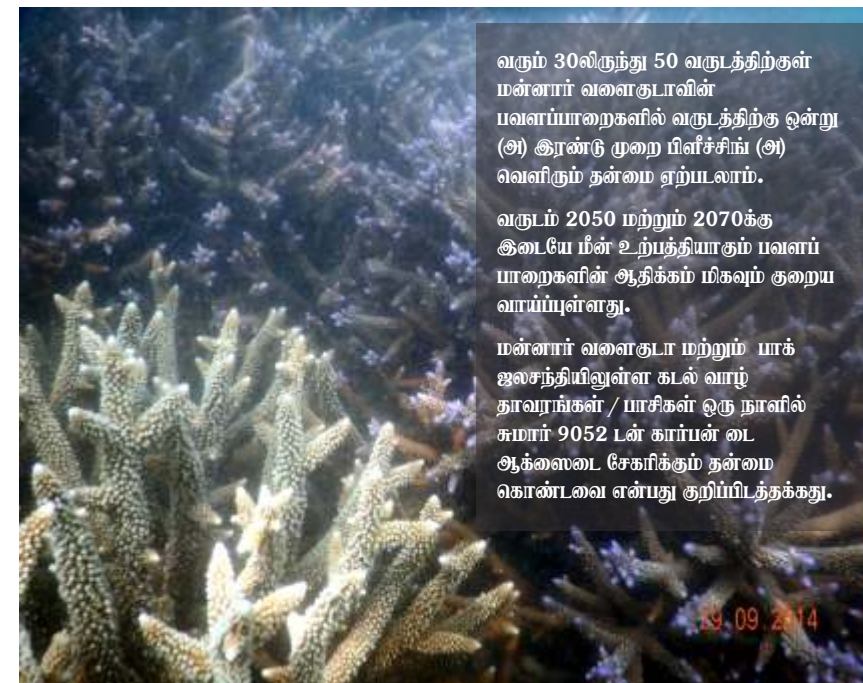 வரும் 30லிருந்து 50 வருடத்திற்குள்
மன்னார் வளைகுடாவின்
பவளப்பாறைகளில் வருடத்திற்கு ஒன்று
(அ) இரண்டு முறை பிளீச்சிங் (அ)
வெளிரும் தன்மை ஏற்படலாம்.
வருடம் 2050 மற்றும் 2070க்கு
இடையே மீன் உற்பத்தியாகும் பவளப்
பாறைகளின் ஆதிக்கம் மிகவும் குறைய
வாய்ப்புள்ளது.
மன்னார் வளைகுடா மற்றும் பாக்
ஜலசந்தியிலுள்ள கடல் வாழ்
தாவரங்கள் / பாசிகள் ஒரு நாளில்
சுமார் 9052 டன் கார்பன் டை
ஆக்ஸைடை சேகரிக்கும் தன்மை
கொண்டவை என்பது குறிப்பிடத்தக்கது.
29.09.2014